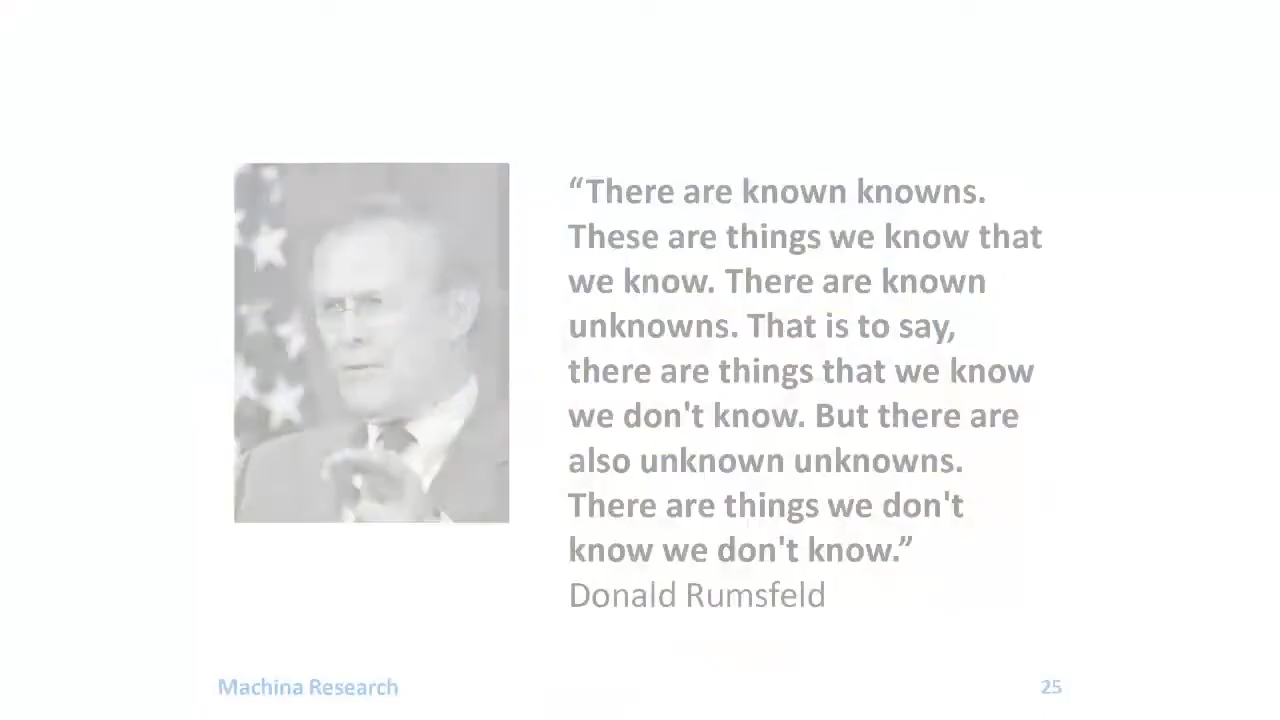 “There are known knowns.
These are things we know that
we know. There are known
unknowns. That is to say,
there are things that we know
we don't know. But there are
also unknown unknowns.
There are things we don't
know we don't know.”
Donald Rumsfeld
Machina Research
25